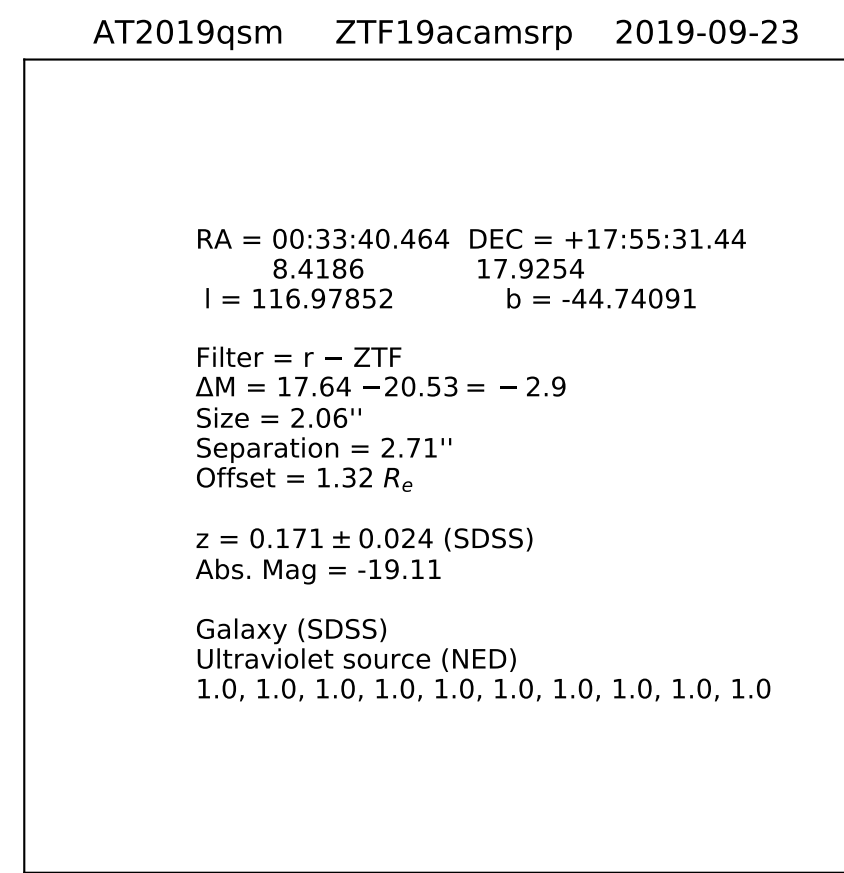 AT2019qsm ZTF19acamsrp 2019-09-23
RA = 00:33:40.464 DEC = +17:55:31.44
8.4186 17.9254
l = 116.97852 b = -44.74091
Filter = r − ZTF
ΔM = 17.64 −20.53 = − 2.9
Size = 2.06''
Separation = 2.71''
Offset = 1.32 Re
z = 0.171 ± 0.024 (SDSS)
Abs. Mag = -19.11
Galaxy (SDSS)
Ultraviolet source (NED)
1.0, 1.0, 1.0, 1.0, 1.0, 1.0, 1.0, 1.0, 1.0, 1.0